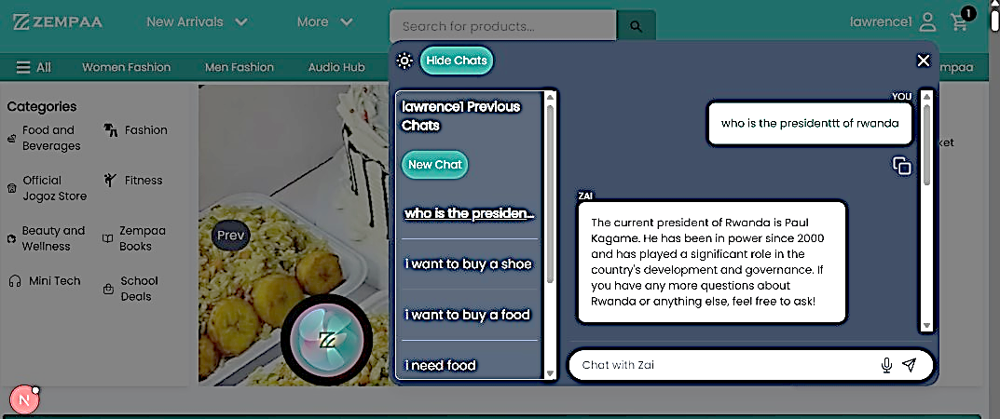 ZEMPAA
New Arrivals
More
Search for products...
lawrence1
1
All
Women Fashion
Men Fashion
Audio Hub
mpaa
Categories
Food and
Beverages
Fashion
Official
Jogoz Store
Fitness
Beauty and
Wellness
Zempaa
Books
Mini Tech
School
Deals
Prev
ket
Hide Chats
lawrence1 Previous
Chats
New Chat
who is the presiden...
i want to buy a shoe
i want to buy a food
i need food
YOU
who is the presidenttt of rwanda
ZAI
The current president of Rwanda is Paul
Kagame. He has been in power since 2000
and has played a significant role in the
country's development and governance. If
you have any more questions about
Rwanda or anything else, feel free to ask!
Chat with Zai
N